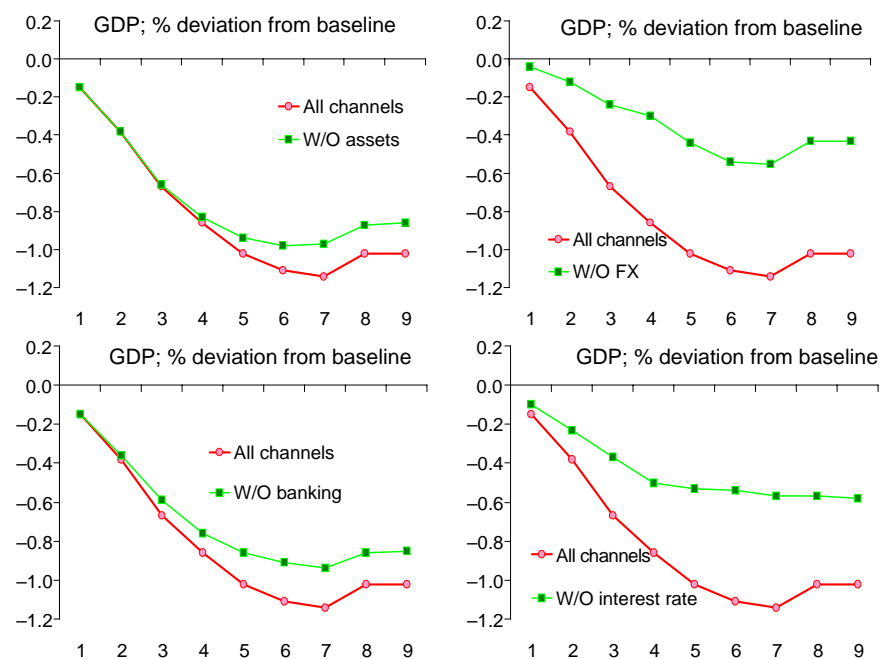 GDP; % deviation from baseline
0.2
0.0
–0.2
–0.4
–0.6
–0.8
–1.0
–1.2
All channels
W/O assets
1 2 3 4 5 6 7 8 9
GDP; % deviation from baseline
0.2
0.0
–0.2
–0.4
–0.6
–0.8
–1.0
–1.2
All channels
W/O FX
1 2 3 4 5 6 7 8 9
GDP; % deviation from baseline
0.2
0.0
–0.2
–0.4
–0.6
–0.8
–1.0
–1.2
All channels
W/O banking
1 2 3 4 5 6 7 8 9
GDP; % deviation from baseline
0.2
0.0
–0.2
–0.4
–0.6
–0.8
–1.0
–1.2
All channels
W/O interest rate
1 2 3 4 5 6 7 8 9